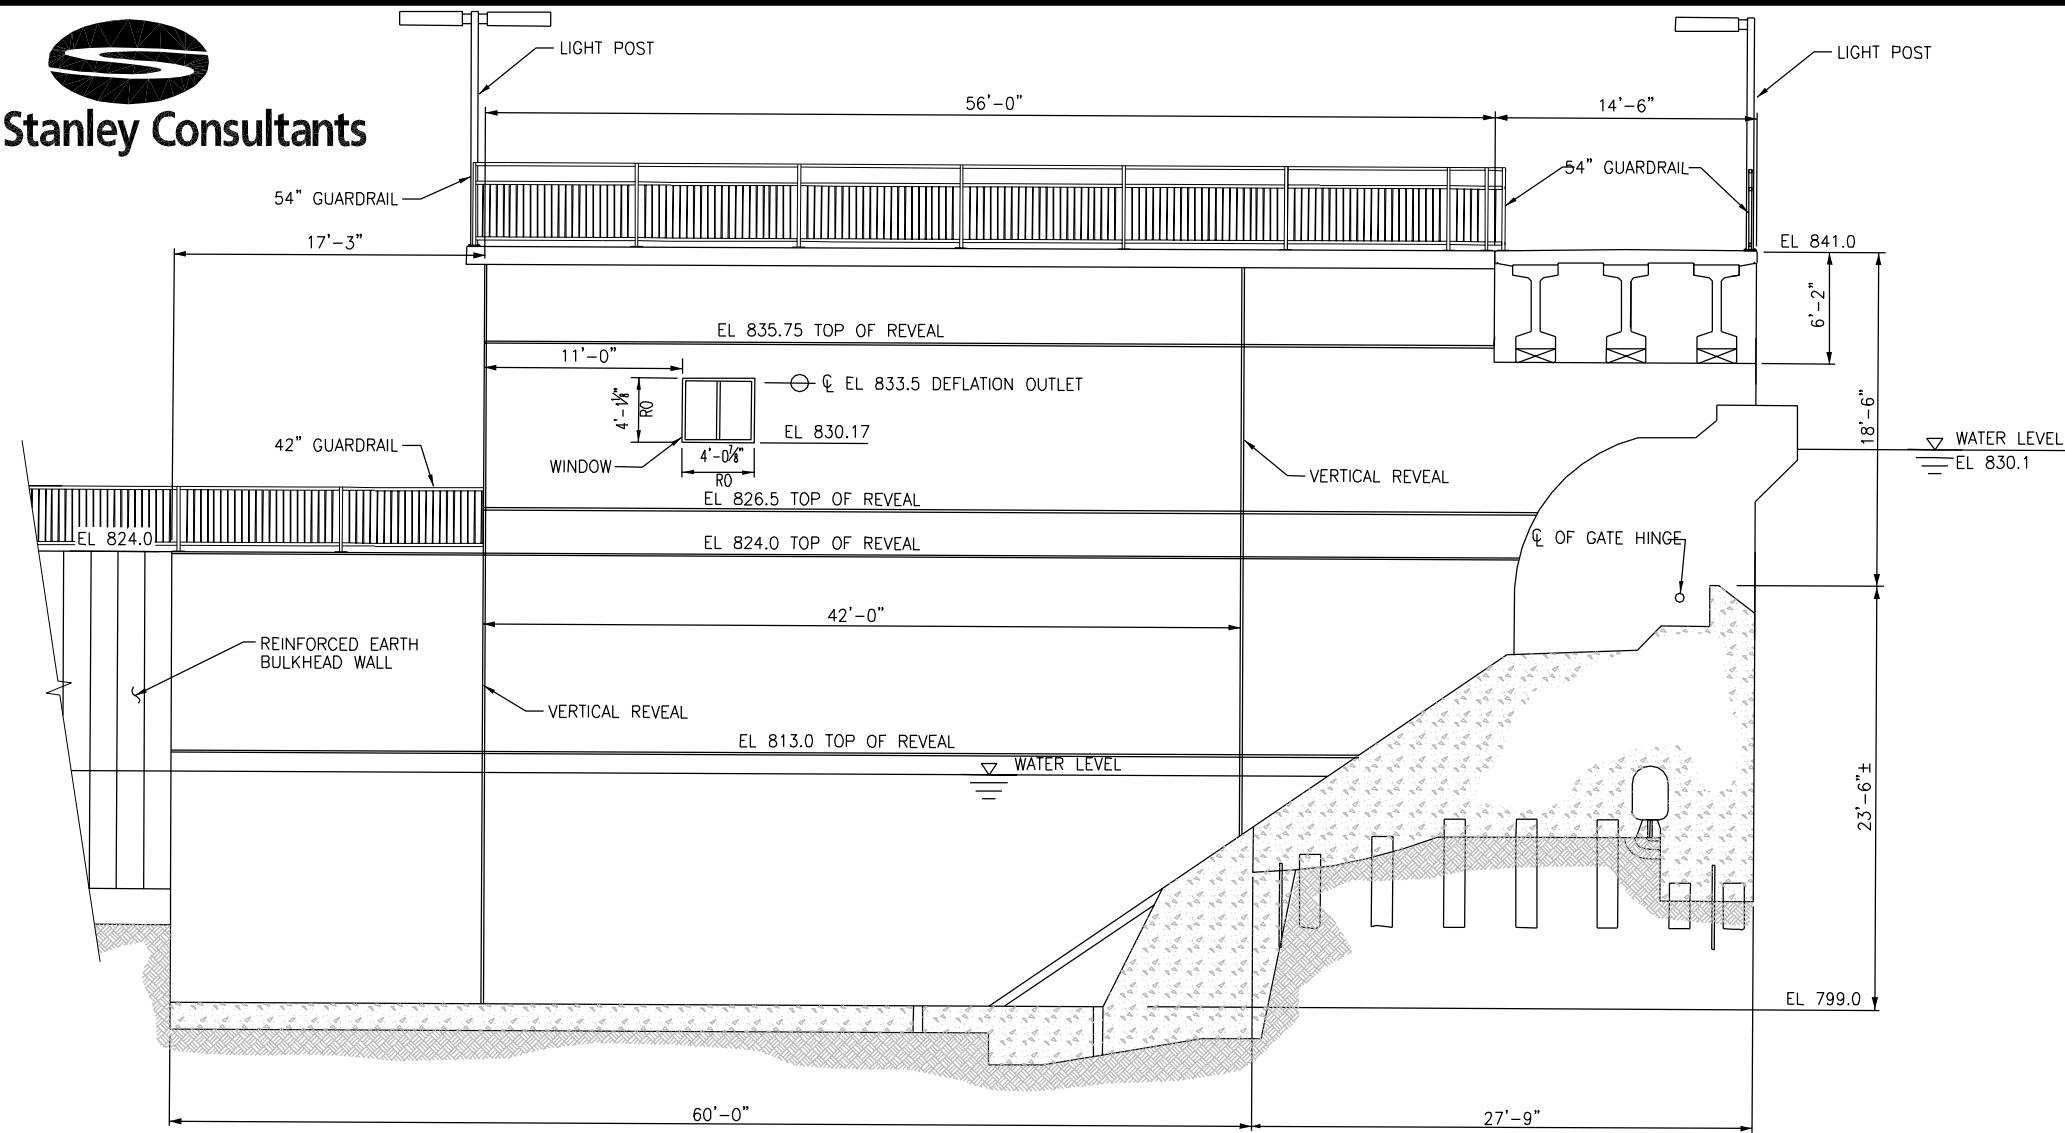 LIGHT POST
LIGHT POST
Stanley Consultants
56'-0"
14'-6"
54" GUARDRAIL
54" GUARDRAIL
17'-3"
EL 841.0
6'-2"
EL 835.75 TOP OF REVEAL
11'-0"
℄ EL 833.5 DEFLATION OUTLET
4'-1⅛"
RO
EL 830.17
18'-6"
42" GUARDRAIL
WINDOW
4'-0⅞"
RO
WATER LEVEL
EL 830.1
VERTICAL REVEAL
EL 826.5 TOP OF REVEAL
EL 824.0
EL 824.0 TOP OF REVEAL
℄ OF GATE HINGE
42'-0"
REINFORCED EARTH
BULKHEAD WALL
VERTICAL REVEAL
EL 813.0 TOP OF REVEAL
WATER LEVEL
23'-6"±
EL 799.0
60'-0"
27'-9"